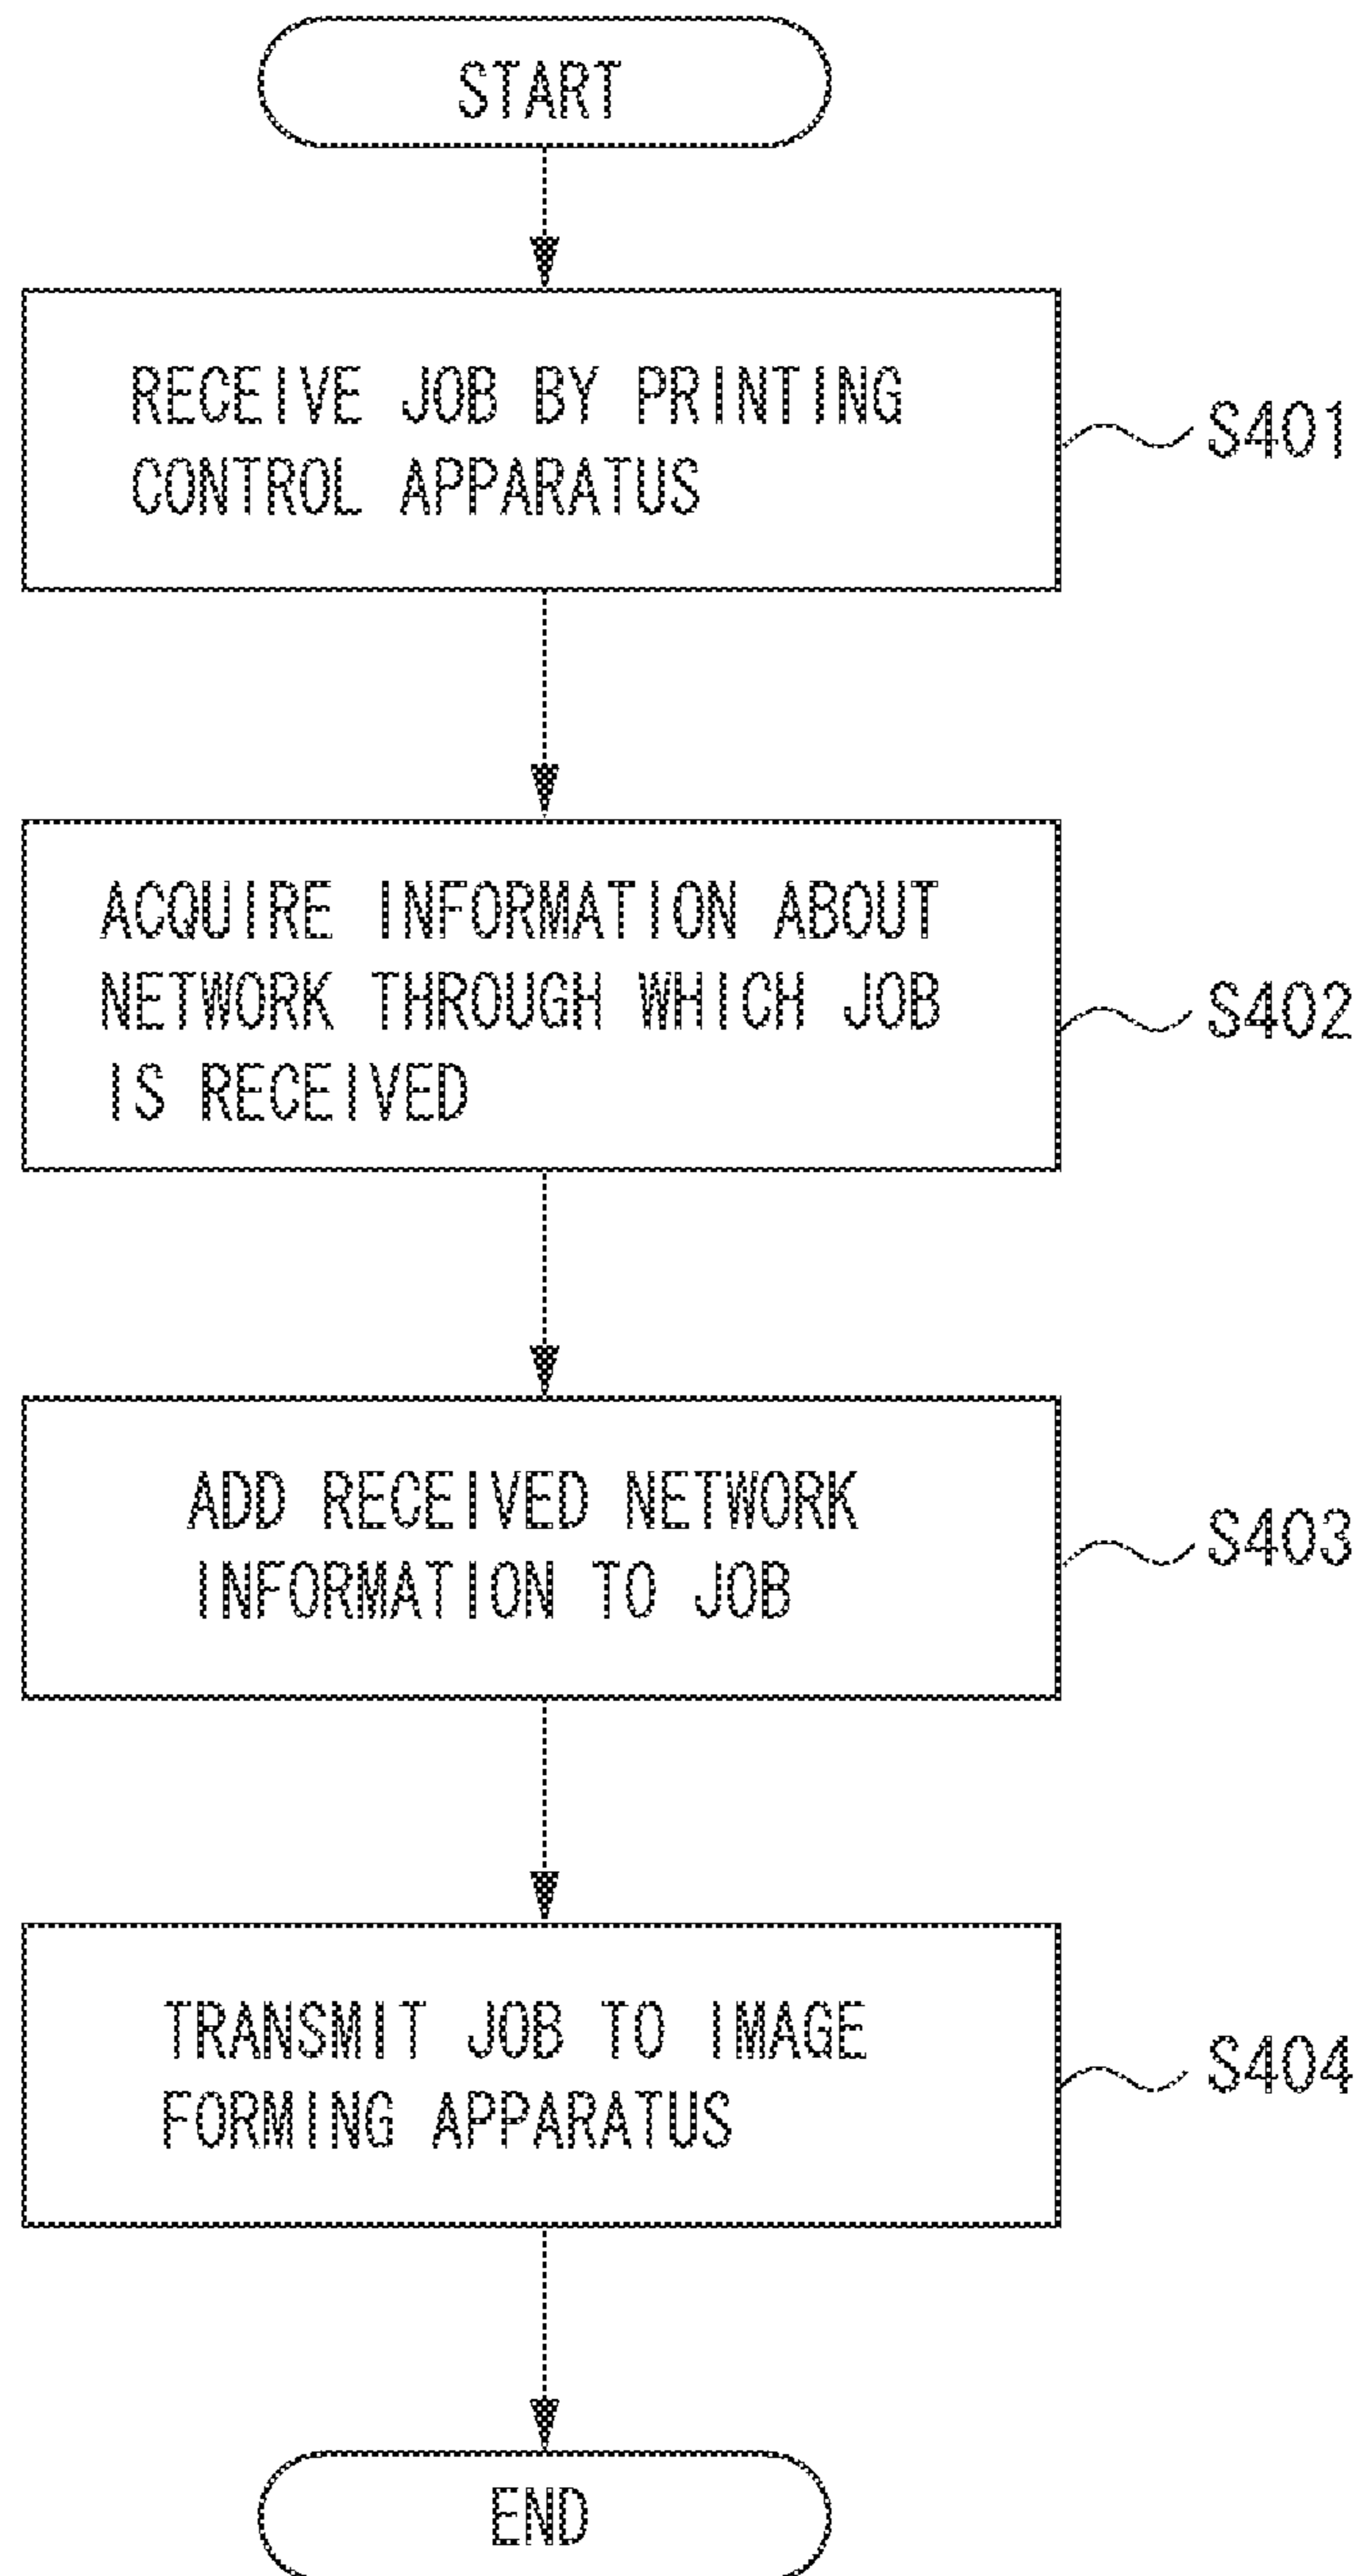 START
RECEIVE JOB BY PRINTING
CONTROL APPARATUS
S401
ACQUIRE INFORMATION ABOUT
NETWORK THROUGH WHICH JOB
IS RECEIVED
S402
ADD RECEIVED NETWORK
INFORMATION TO JOB
S403
TRANSMIT JOB TO IMAGE
FORMING APPARATUS
S404
END